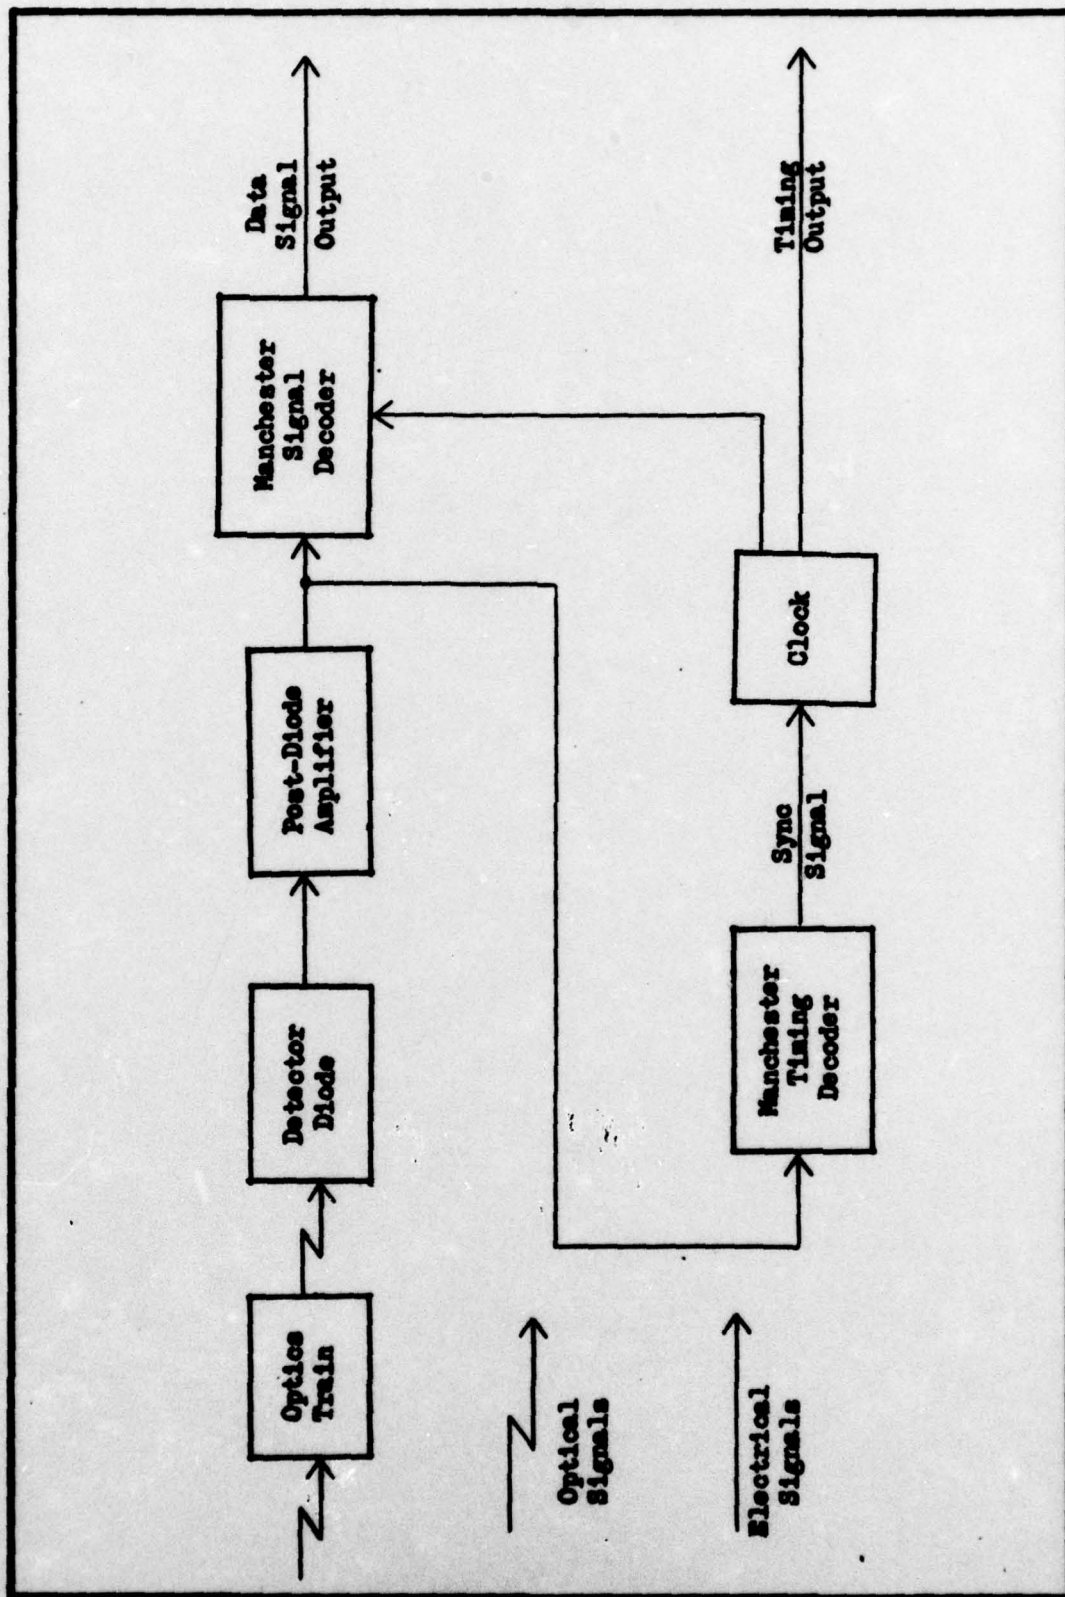 Optics
Train
Detector
Diode
Post-Diode
Amplifier
Manchester
Signal
Decoder
Data
Signal
Output
Optical
Signals
Electrical
Signals
Manchester
Timing
Decoder
Sync
Signal
Clock
Timing
Output